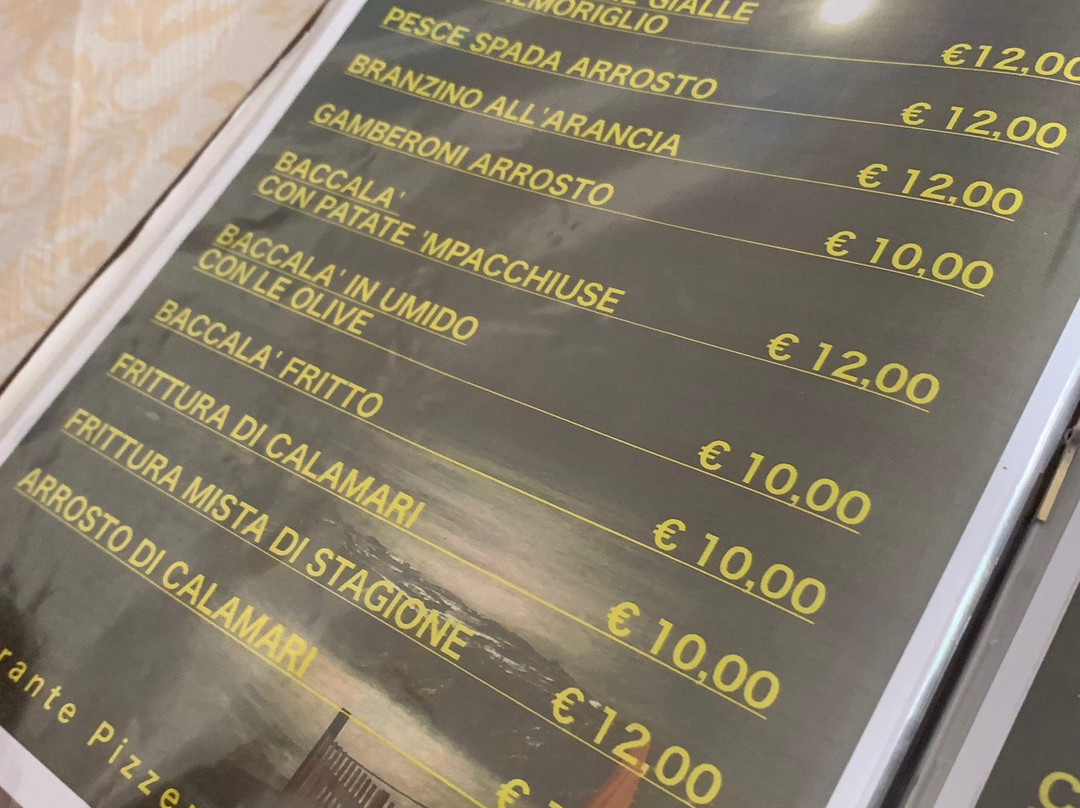 GIALLE
€12,00
PESCE SPADA ARROSTO € 12,00
BRANZINO ALL'ARANCIA € 12,00
GAMBERONI ARROSTO € 10,00
BACCALA'
CON PATATE 'MPACCHIUSE € 12,00
BACCALA' IN UMIDO
CON LE OLIVE € 10,00
BACCALA' FRITTO € 10,00
FRITTURA DI CALAMARI € 10,00
FRITTURA MISTA DI STAGIONE € 12,00
ARROSTO DI CALAMARI €